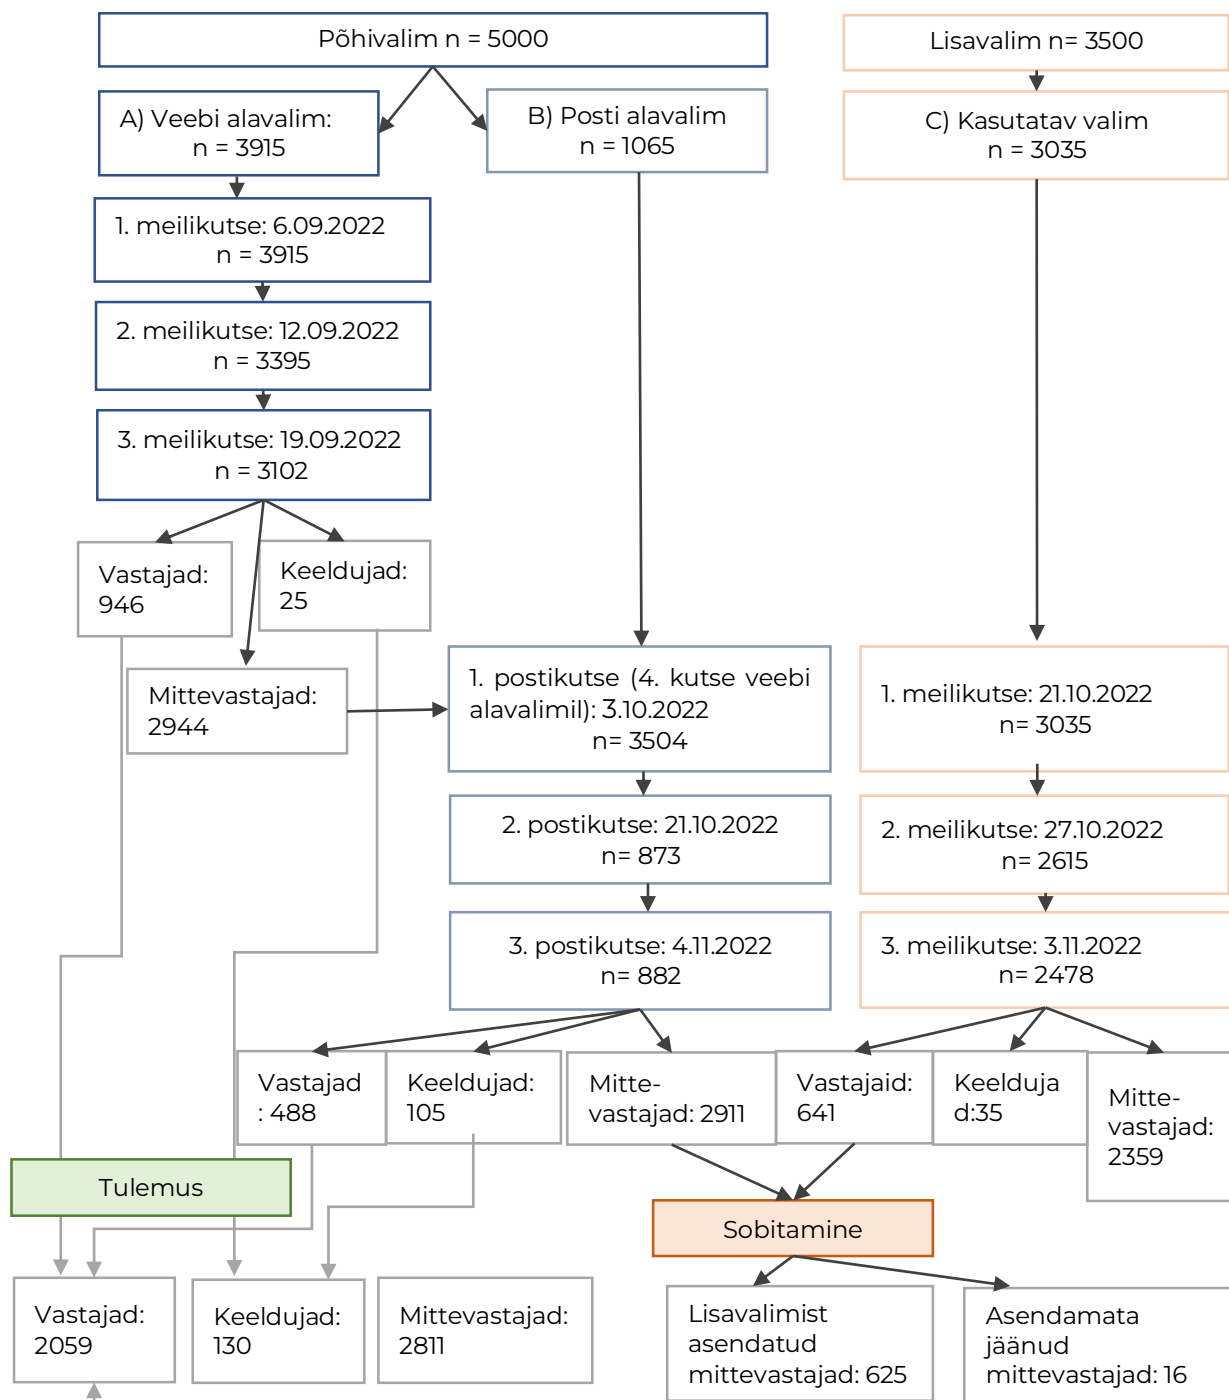 Põhivalim n = 5000
Lisavalim n= 3500
A) Veebi alavalim:
n = 3915
B) Posti alavalim
n = 1065
C) Kasutatav valim
n = 3035
1. meilikutse: 6.09.2022
n = 3915
2. meilikutse: 12.09.2022
n = 3395
3. meilikutse: 19.09.2022
n = 3102
Vastajad:
946
Keeldujad:
25
Mittevastajad:
2944
1. postikutse (4. kutse veebi
alavalimil): 3.10.2022
n= 3504
1. meilikutse: 21.10.2022
n= 3035
2. postikutse: 21.10.2022
n= 873
2. meilikutse: 27.10.2022
n= 2615
3. postikutse: 4.11.2022
n= 882
3. meilikutse: 3.11.2022
n= 2478
Vastajad
: 488
Keeldujad:
105
Mitte-
vastajad: 2911
Vastajaid:
641
Keelduja
d:35
Mitte-
vastajad:
2359
Tulemus
Sobitamine
Vastajad:
2059
Keeldujad:
130
Mittevastajad:
2811
Lisavalimist
asendatud
mittevastajad: 625
Asendamata
jäänud
mittevastajad: 16